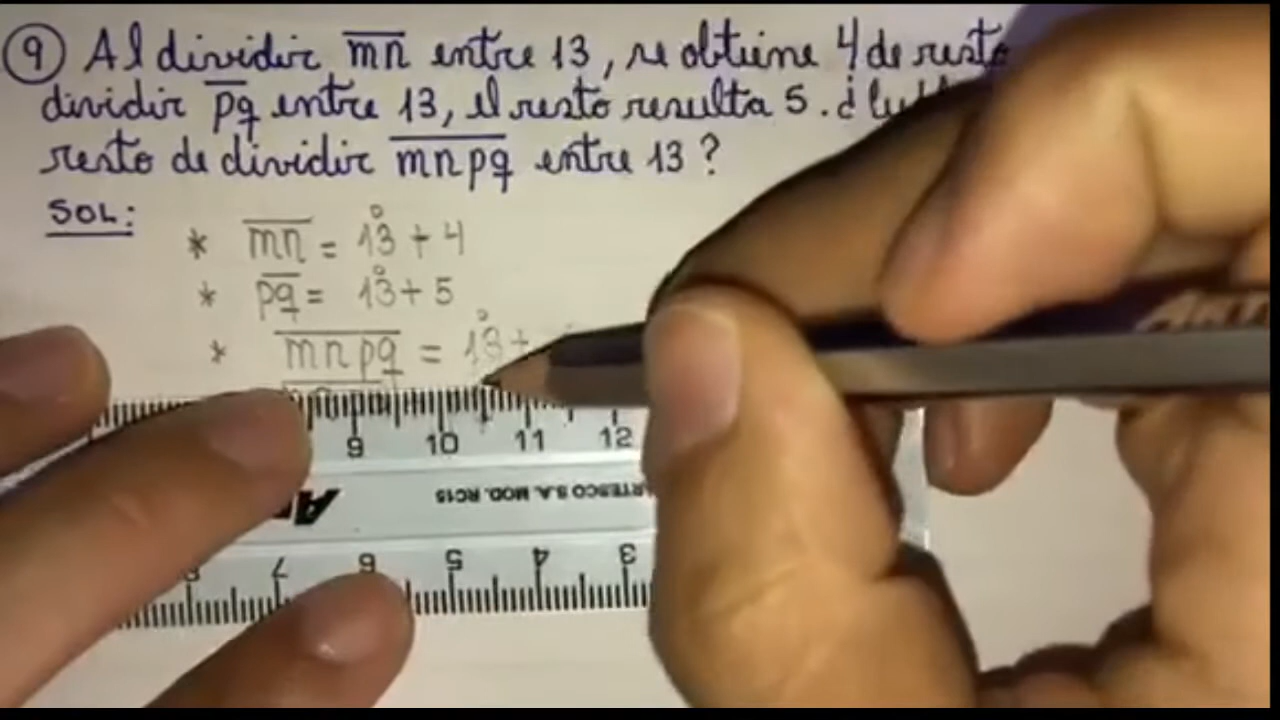 9 Al dividir mn entre 13, se obtiene 4 de resto
dividir pq entre 13, el resto resulta 5. ¿
resto de dividir mnpq entre 13?
SOL:
* mn = 13 + 4
* pq = 13 + 5
* mnpq = 13 +
9 10 11 12
ARTESCO S.A. MOD. RC15
8 7 6 5 4 3